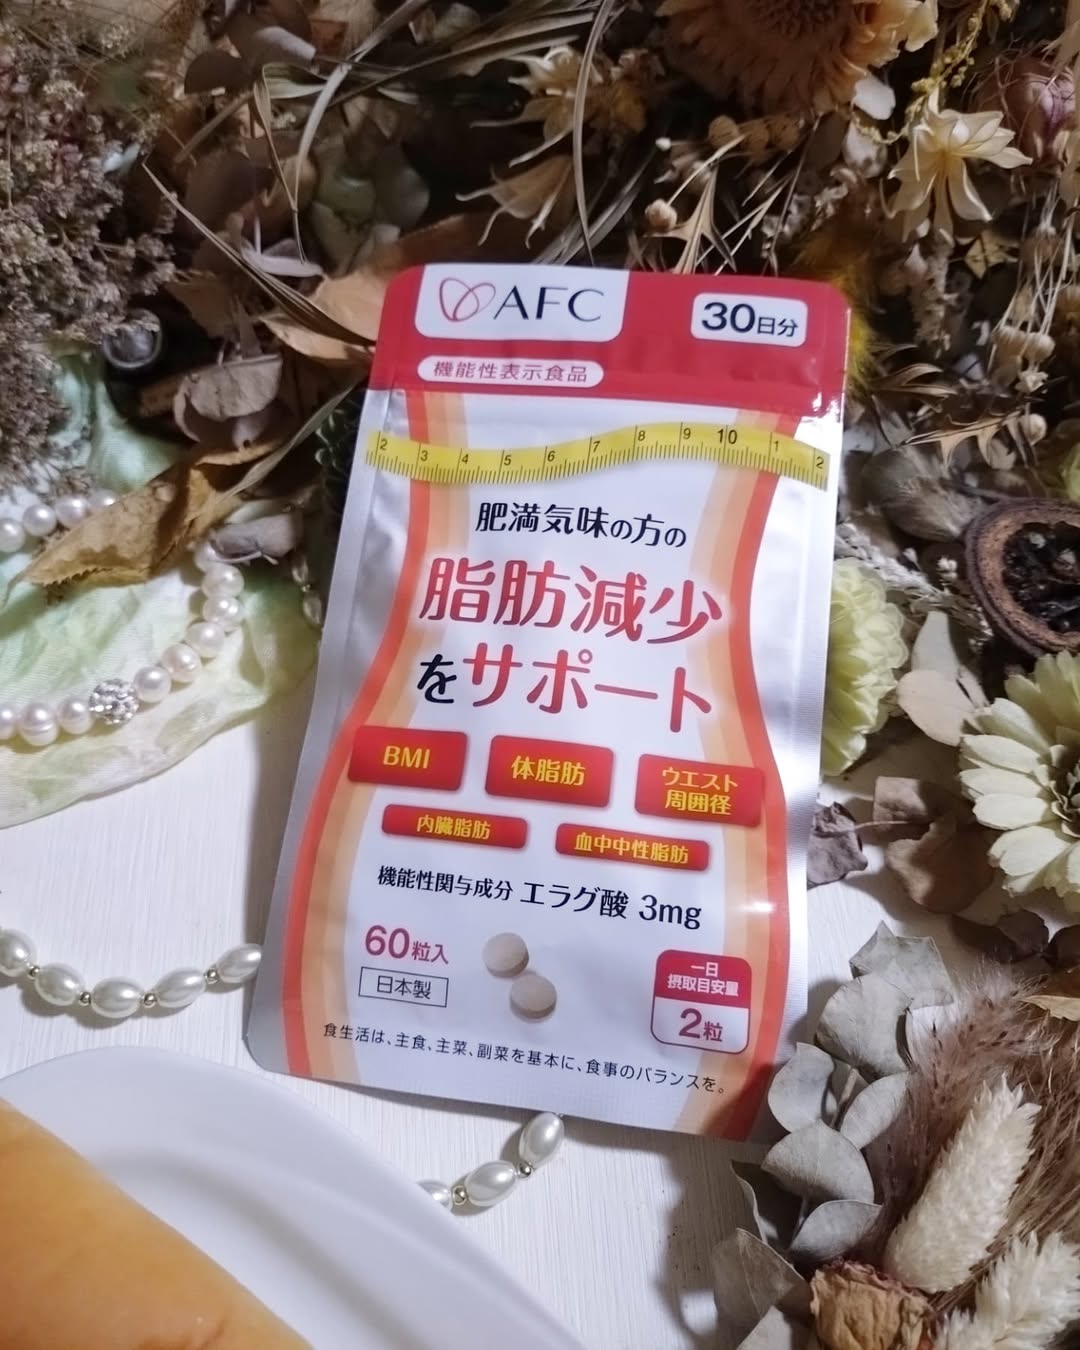 AFC
30日分
機能性表示食品
2 3 4 5 6 7 8 9 10 1 2
肥満気味の方の
脂肪減少
をサポート
BMI
体脂肪
ウエスト
周囲径
内臓脂肪
血中中性脂肪
機能性関与成分 エラグ酸 3mg
60粒入
日本製
一日
摂取目安量
2粒
食生活は、主食、主菜、副菜を基本に、食事のバランスを。